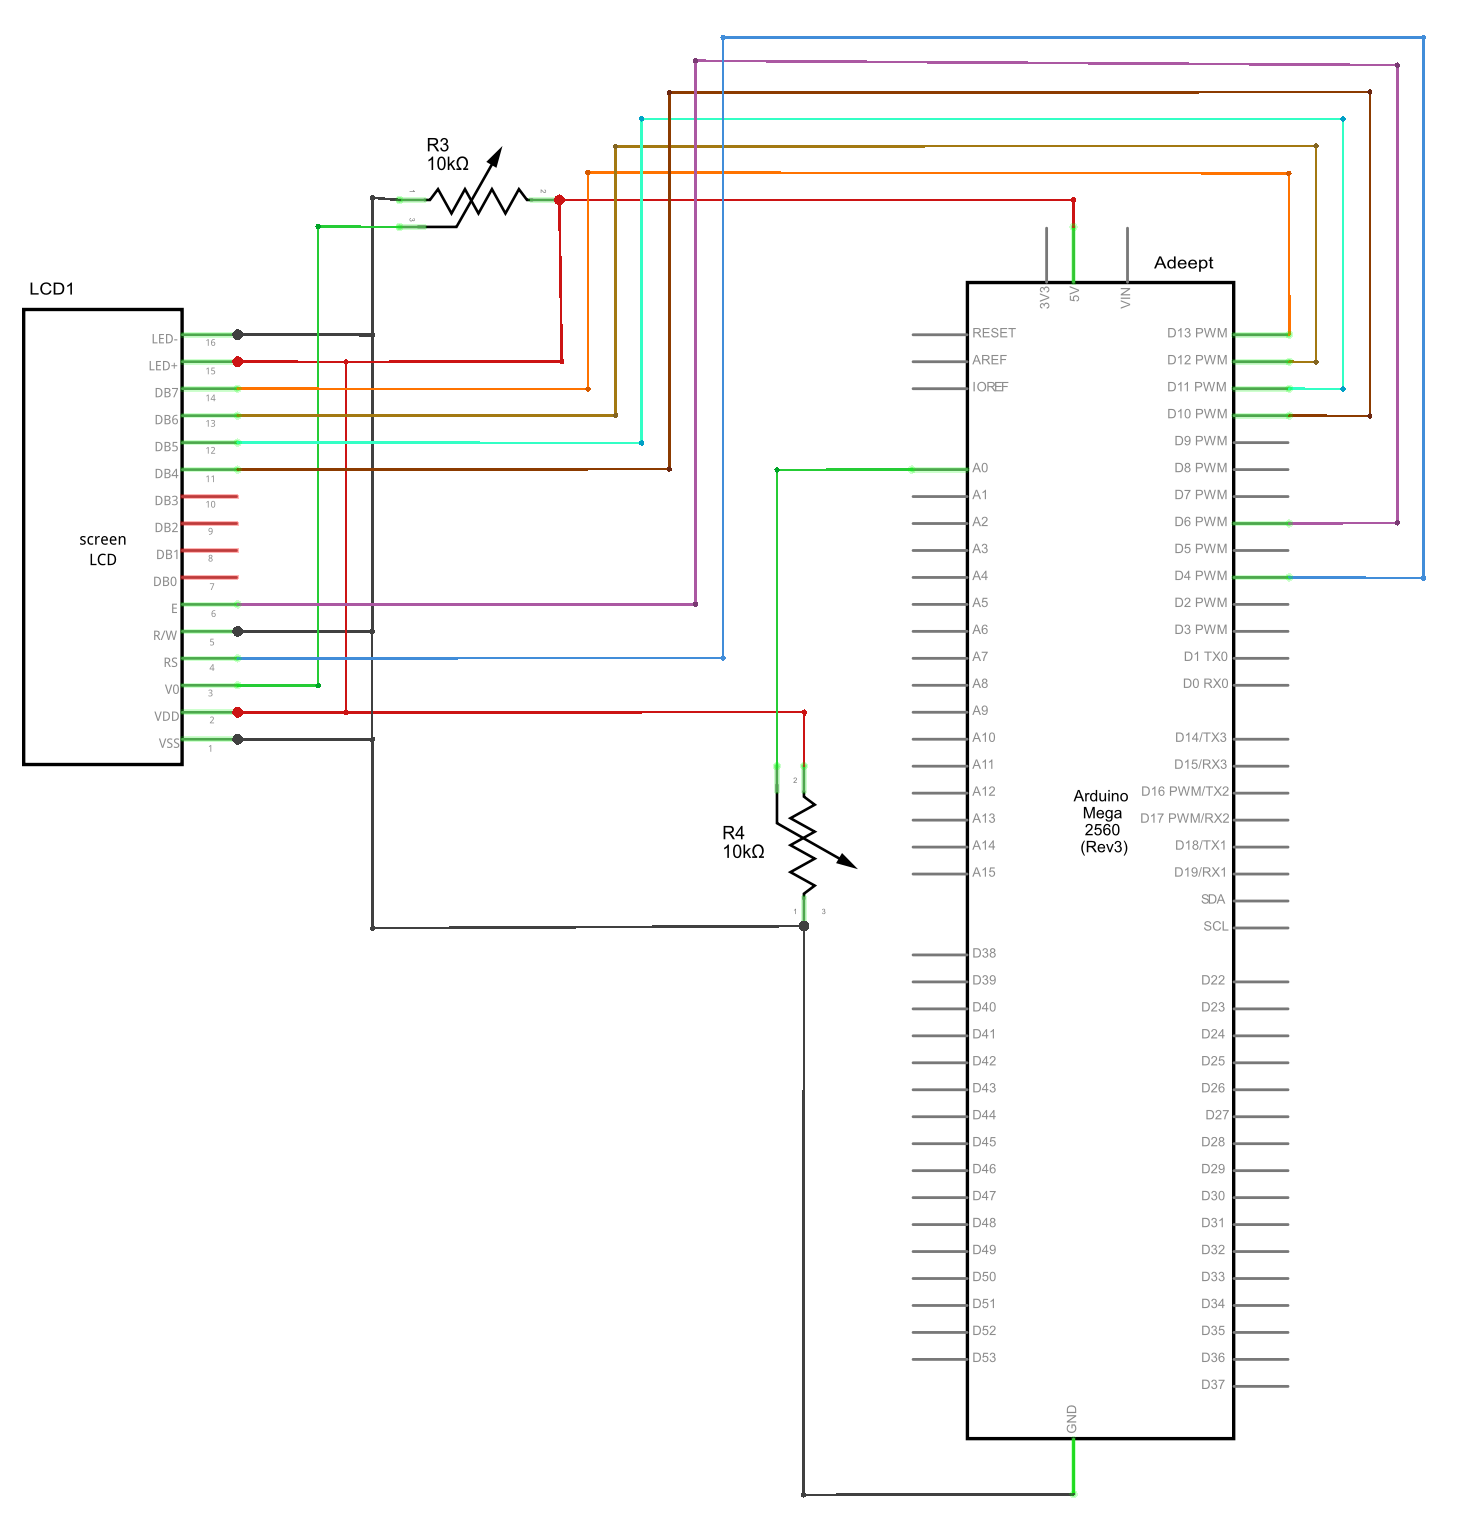 R3
10kΩ
1
2
3
LCD1
LED-
16
LED+
15
DB7
14
DB6
13
DB5
12
DB4
11
DB3
10
DB2
9
DB1
8
DB0
7
E
6
R/W
5
RS
4
V0
3
VDD
2
VSS
1
screen
LCD
R4
10kΩ
2
1
3
Adeept
3V3
5V
VIN
RESET
AREF
IOREF
A0
A1
A2
A3
A4
A5
A6
A7
A8
A9
A10
A11
A12
A13
A14
A15
D38
D39
D40
D41
D42
D43
D44
D45
D46
D47
D48
D49
D50
D51
D52
D53
Arduino
Mega
2560
(Rev3)
D13 PWM
D12 PWM
D11 PWM
D10 PWM
D9 PWM
D8 PWM
D7 PWM
D6 PWM
D5 PWM
D4 PWM
D2 PWM
D3 PWM
D1 TX0
D0 RX0
D14/TX3
D15/RX3
D16 PWM/TX2
D17 PWM/RX2
D18/TX1
D19/RX1
SDA
SCL
D22
D23
D24
D25
D26
D27
D28
D29
D30
D31
D32
D33
D34
D35
D36
D37
GND